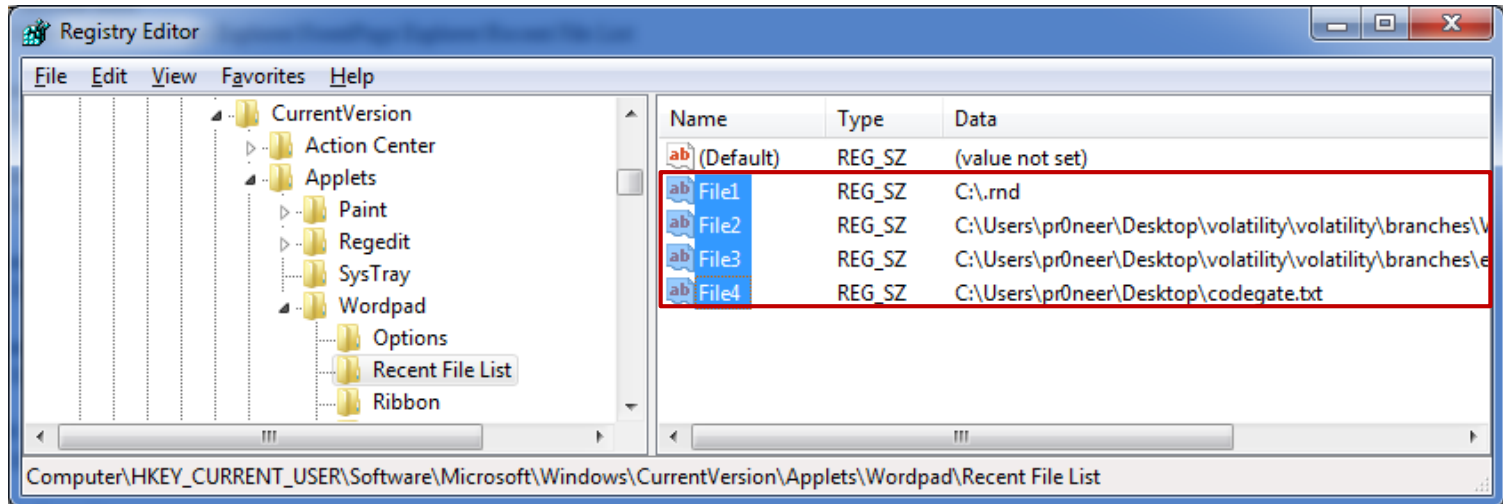 Registry Editor
File Edit View Favorites Help
CurrentVersion
Action Center
Applets
Paint
Regedit
SysTray
Wordpad
Options
Recent File List
Ribbon
Name Type Data
(Default) REG_SZ (value not set)
File1 REG_SZ C:\.rnd
File2 REG_SZ C:\Users\pr0neer\Desktop\volatility\volatility\branches\
File3 REG_SZ C:\Users\pr0neer\Desktop\volatility\volatility\branches\e
File4 REG_SZ C:\Users\pr0neer\Desktop\codegate.txt
Computer\HKEY_CURRENT_USER\Software\Microsoft\Windows\CurrentVersion\Applets\Wordpad\Recent File List